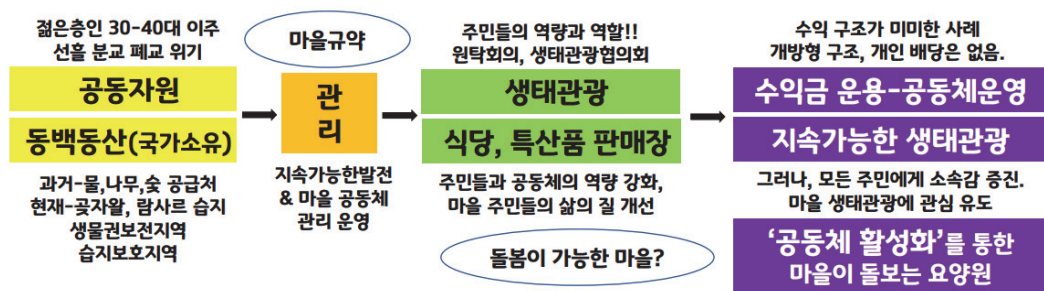 젊은층인 30-40대 이주
선흘 분교 폐교 위기
공동자원
동백동산(국가소유)
과거-물,나무,숯 공급처
현재-곶자왈, 람사르 습지
생물권보전지역
습지보호지역
마을규약
관
리
지속가능한발전
& 마을 공동체
관리 운영
주민들의 역량과 역할!!
원탁회의, 생태관광협의회
생태관광
식당, 특산품 판매장
주민들과 공동체의 역량 강화,
마을 주민들의 삶의 질 개선
돌봄이 가능한 마을?
수익 구조가 미미한 사례
개방형 구조, 개인 배당은 없음.
수익금 운용-공동체운영
지속가능한 생태관광
그러나, 모든 주민에게 소속감 증진.
마을 생태관광에 관심 유도
‘공동체 활성화’를 통한
마을이 돌보는 요양원